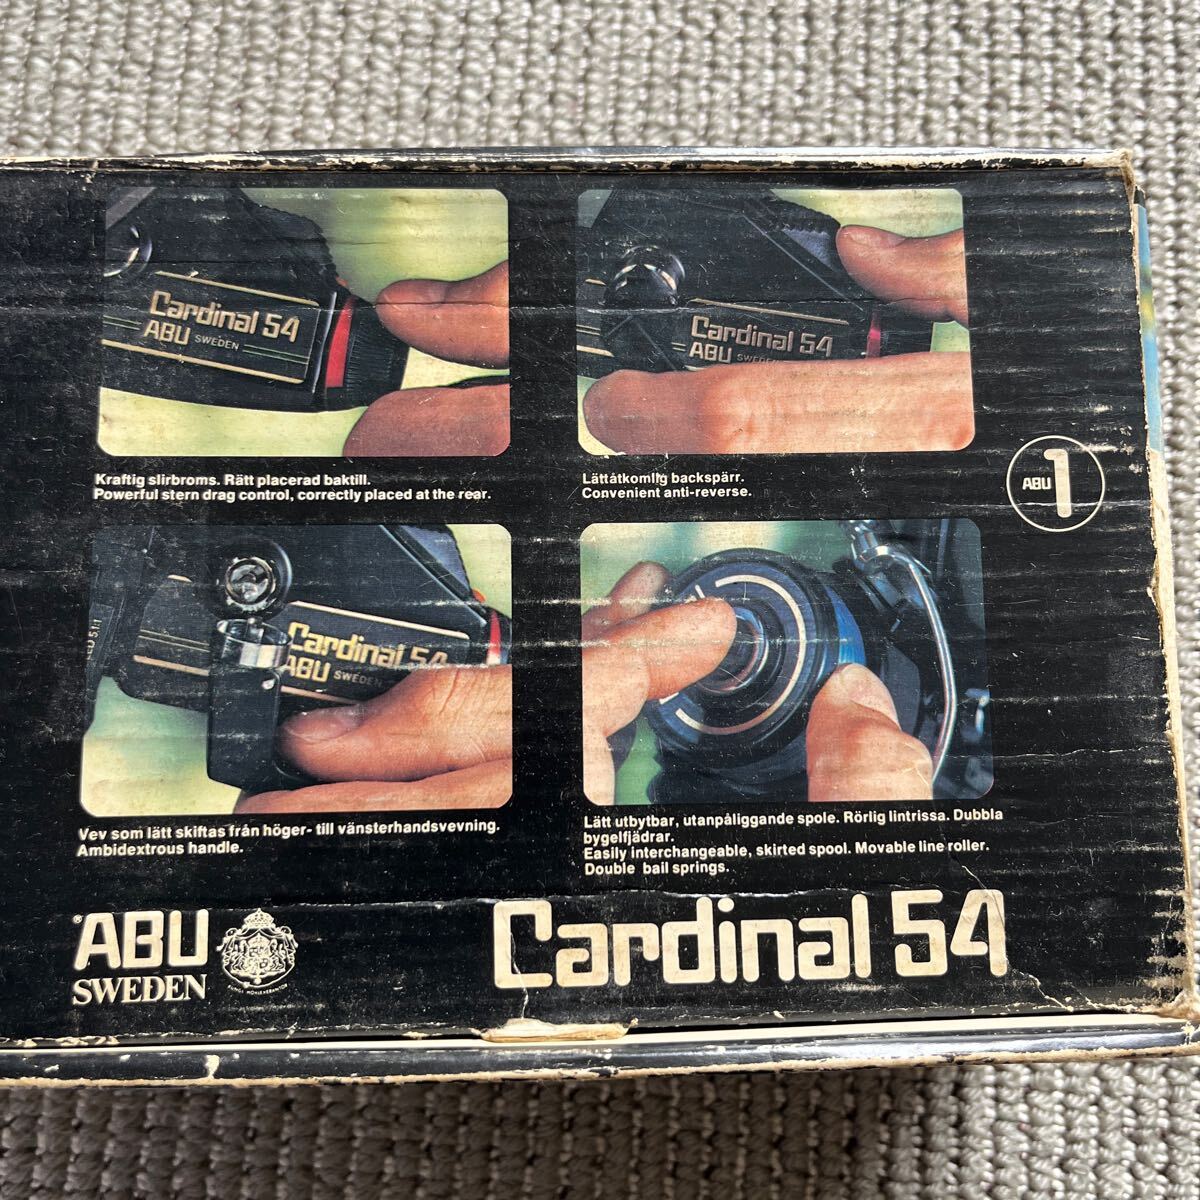 Cardinal 54
ABU SWEDEN
Cardinal 54
ABU SWEDEN
Kraftig slirbroms. Rätt placerad baktill.
Powerful stern drag control, correctly placed at the rear.
Lättåtkomlig backspärr.
Convenient anti-reverse.
ABU 1
Cardinal 54
ABU SWEDEN
Vev som lätt skiftas från höger- till vänsterhandsvevning.
Ambidextrous handle.
Lätt utbytbar, utanpåliggande spole. Rörlig lintrissa. Dubbla
bygelfjädrar.
Easily interchangeable, skirted spool. Movable line roller.
Double bail springs.
®ABU
SWEDEN
Cardinal 54